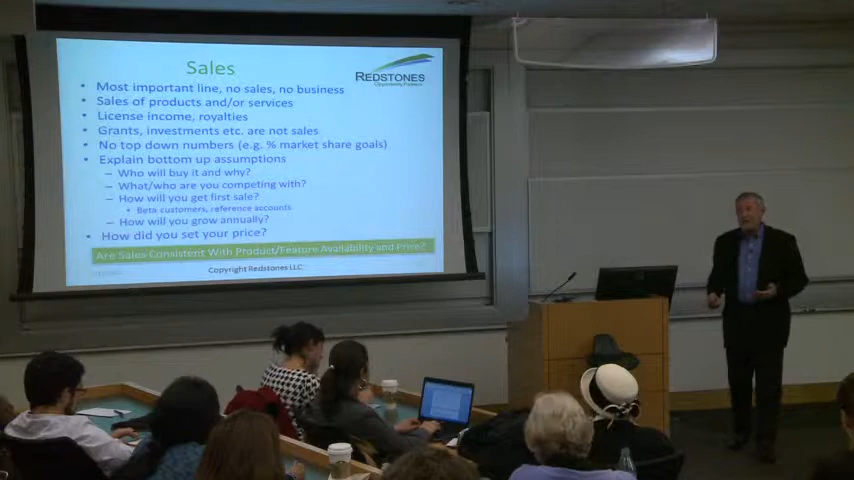 Sales
REDSTONES
Opportunity Partners
• Most important line, no sales, no business
• Sales of products and/or services
• License income, royalties
• Grants, investments etc. are not sales
• No top down numbers (e.g. % market share goals)
• Explain bottom up assumptions
– Who will buy it and why?
– What/who are you competing with?
– How will you get first sale?
• Beta customers, reference accounts
– How will you grow annually?
• How did you set your price?
Are Sales Consistent With Product/Feature Availability and Price?
Copyright Redstones LLC